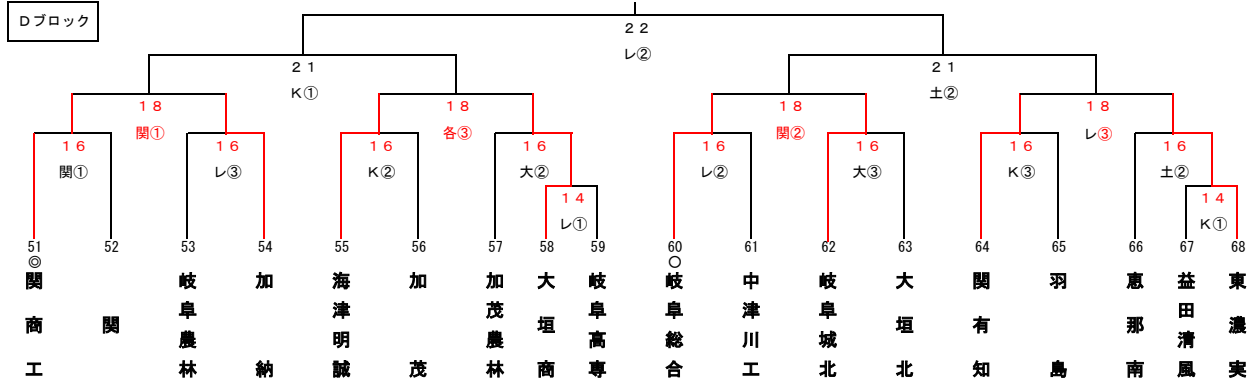 Dブロック
22
レ②
21
K①
21
土②
18
関①
18
各③
18
関②
18
レ③
16
関①
16
レ③
16
K②
16
大②
16
レ②
16
大③
16
K③
16
土②
14
レ①
14
K①
51
52
53
54
55
56
57
58
59
60
61
62
63
64
65
66
67
68
◎
○
関商工
関
岐阜農林
加納
海津明誠
加茂
加茂農林
大垣商
岐阜高専
岐阜総合
中津川工
岐阜城北
大垣北
関有知
羽島
恵那南
益田清風
東濃実